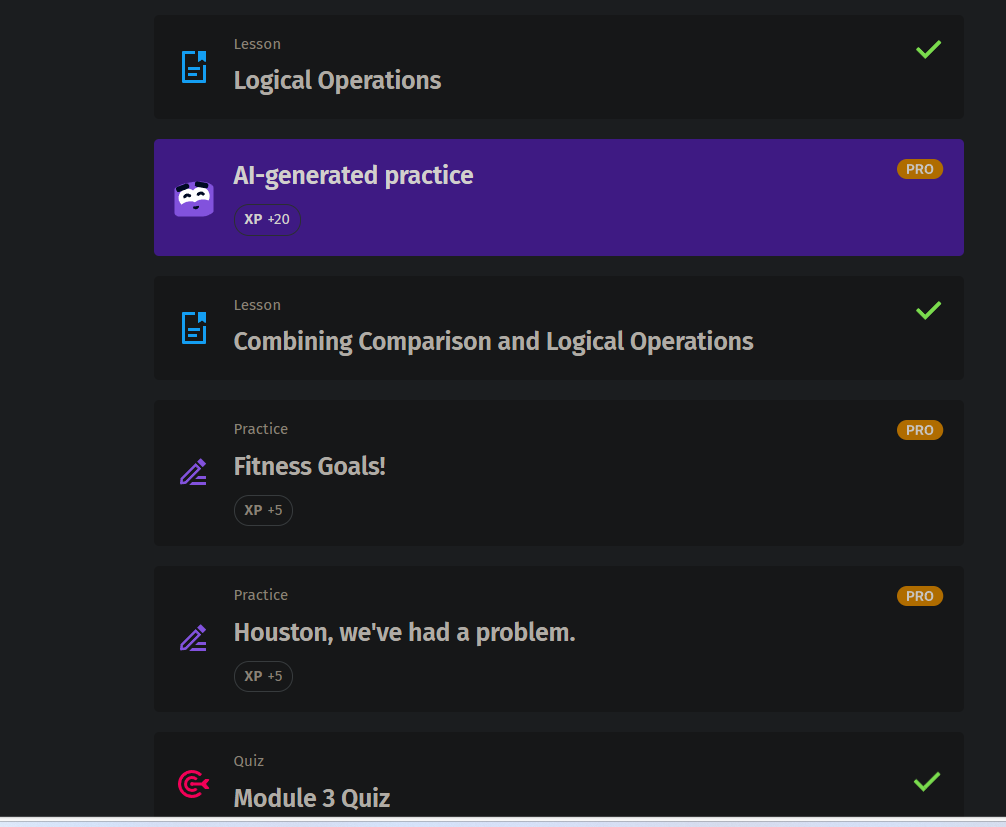 Lesson
Logical Operations
AI-generated practice
PRO
XP +20
Lesson
Combining Comparison and Logical Operations
Practice
PRO
Fitness Goals!
XP +5
Practice
PRO
Houston, we've had a problem.
XP +5
Quiz
Module 3 Quiz